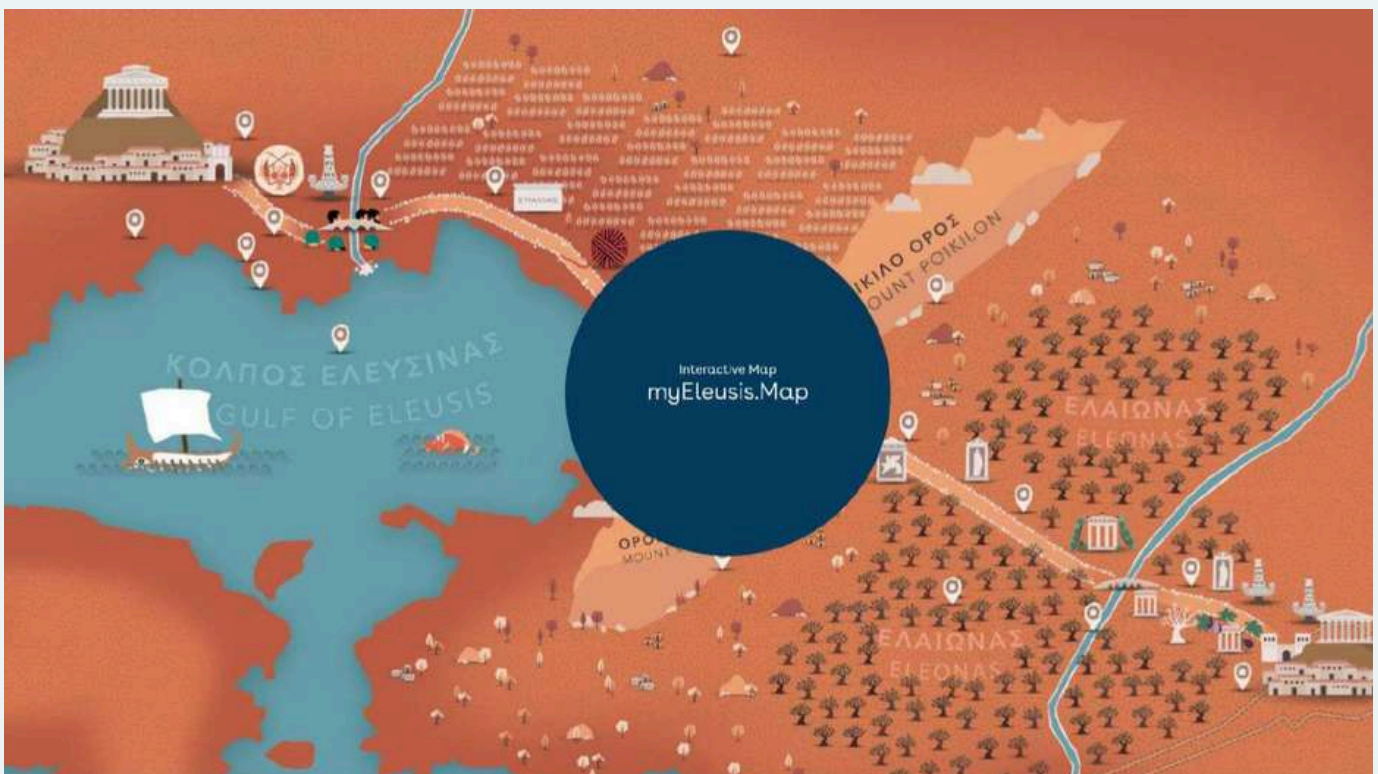 ΚΟΛΠΟΣ ΕΛΕΥΣΙΝΑΣ
GULF OF ELEUSIS
ΙΚΙΛΟ ΟΡΟΣ
OUNT POIKILON
Interactive Map
myEleusis.Map
ΕΛΑΙΩΝΑΣ
ELEONAS
ΟΡΟ
MOUNT
ΕΛΑΙΩΝΑΣ
ELEONAS